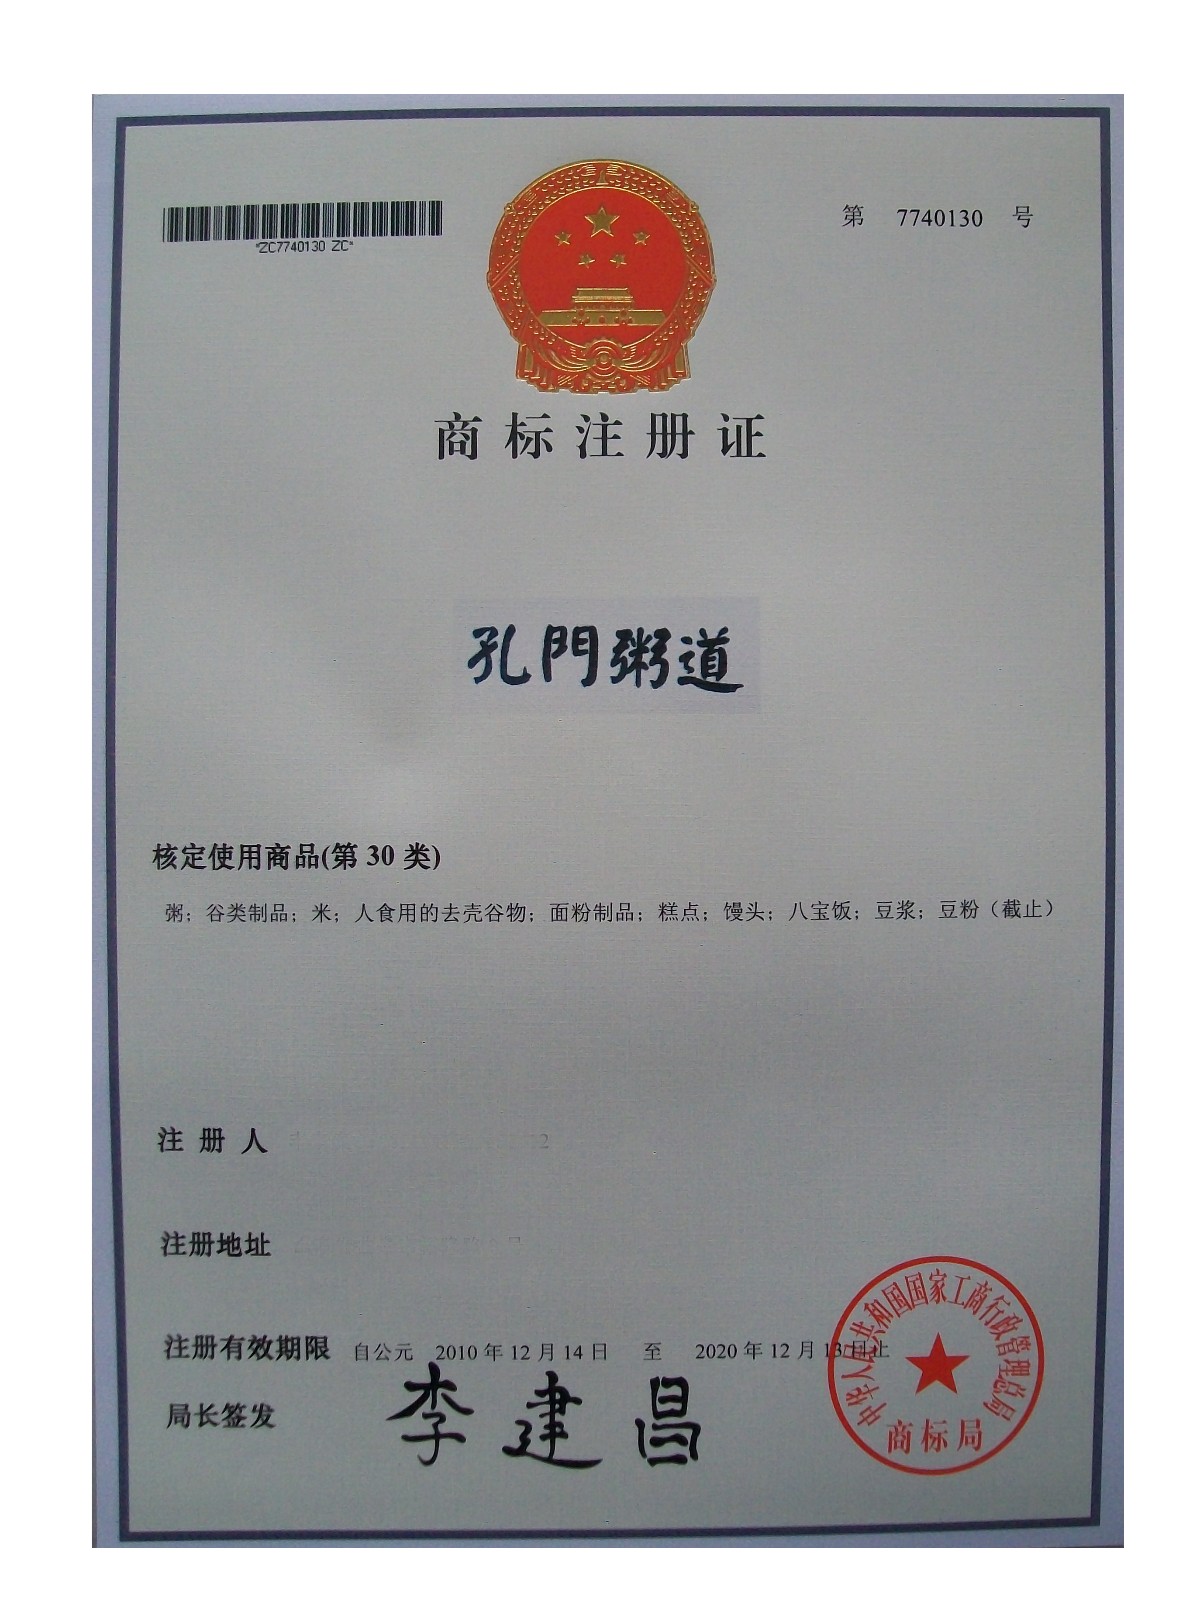 *ZC7740130 ZC*
第 7740130 号
商标注册证
孔門粥道
核定使用商品(第 30 类)
粥；谷类制品；米；人食用的去壳谷物；面粉制品；糕点；馒头；八宝饭；豆浆；豆粉（截止）
注 册 人
注册地址
注册有效期限 自公元 2010 年 12 月 14 日 至 2020 年 12 月 13 日止
局长签发 李建昌
中华人民共和国国家工商行政管理总局
商标局